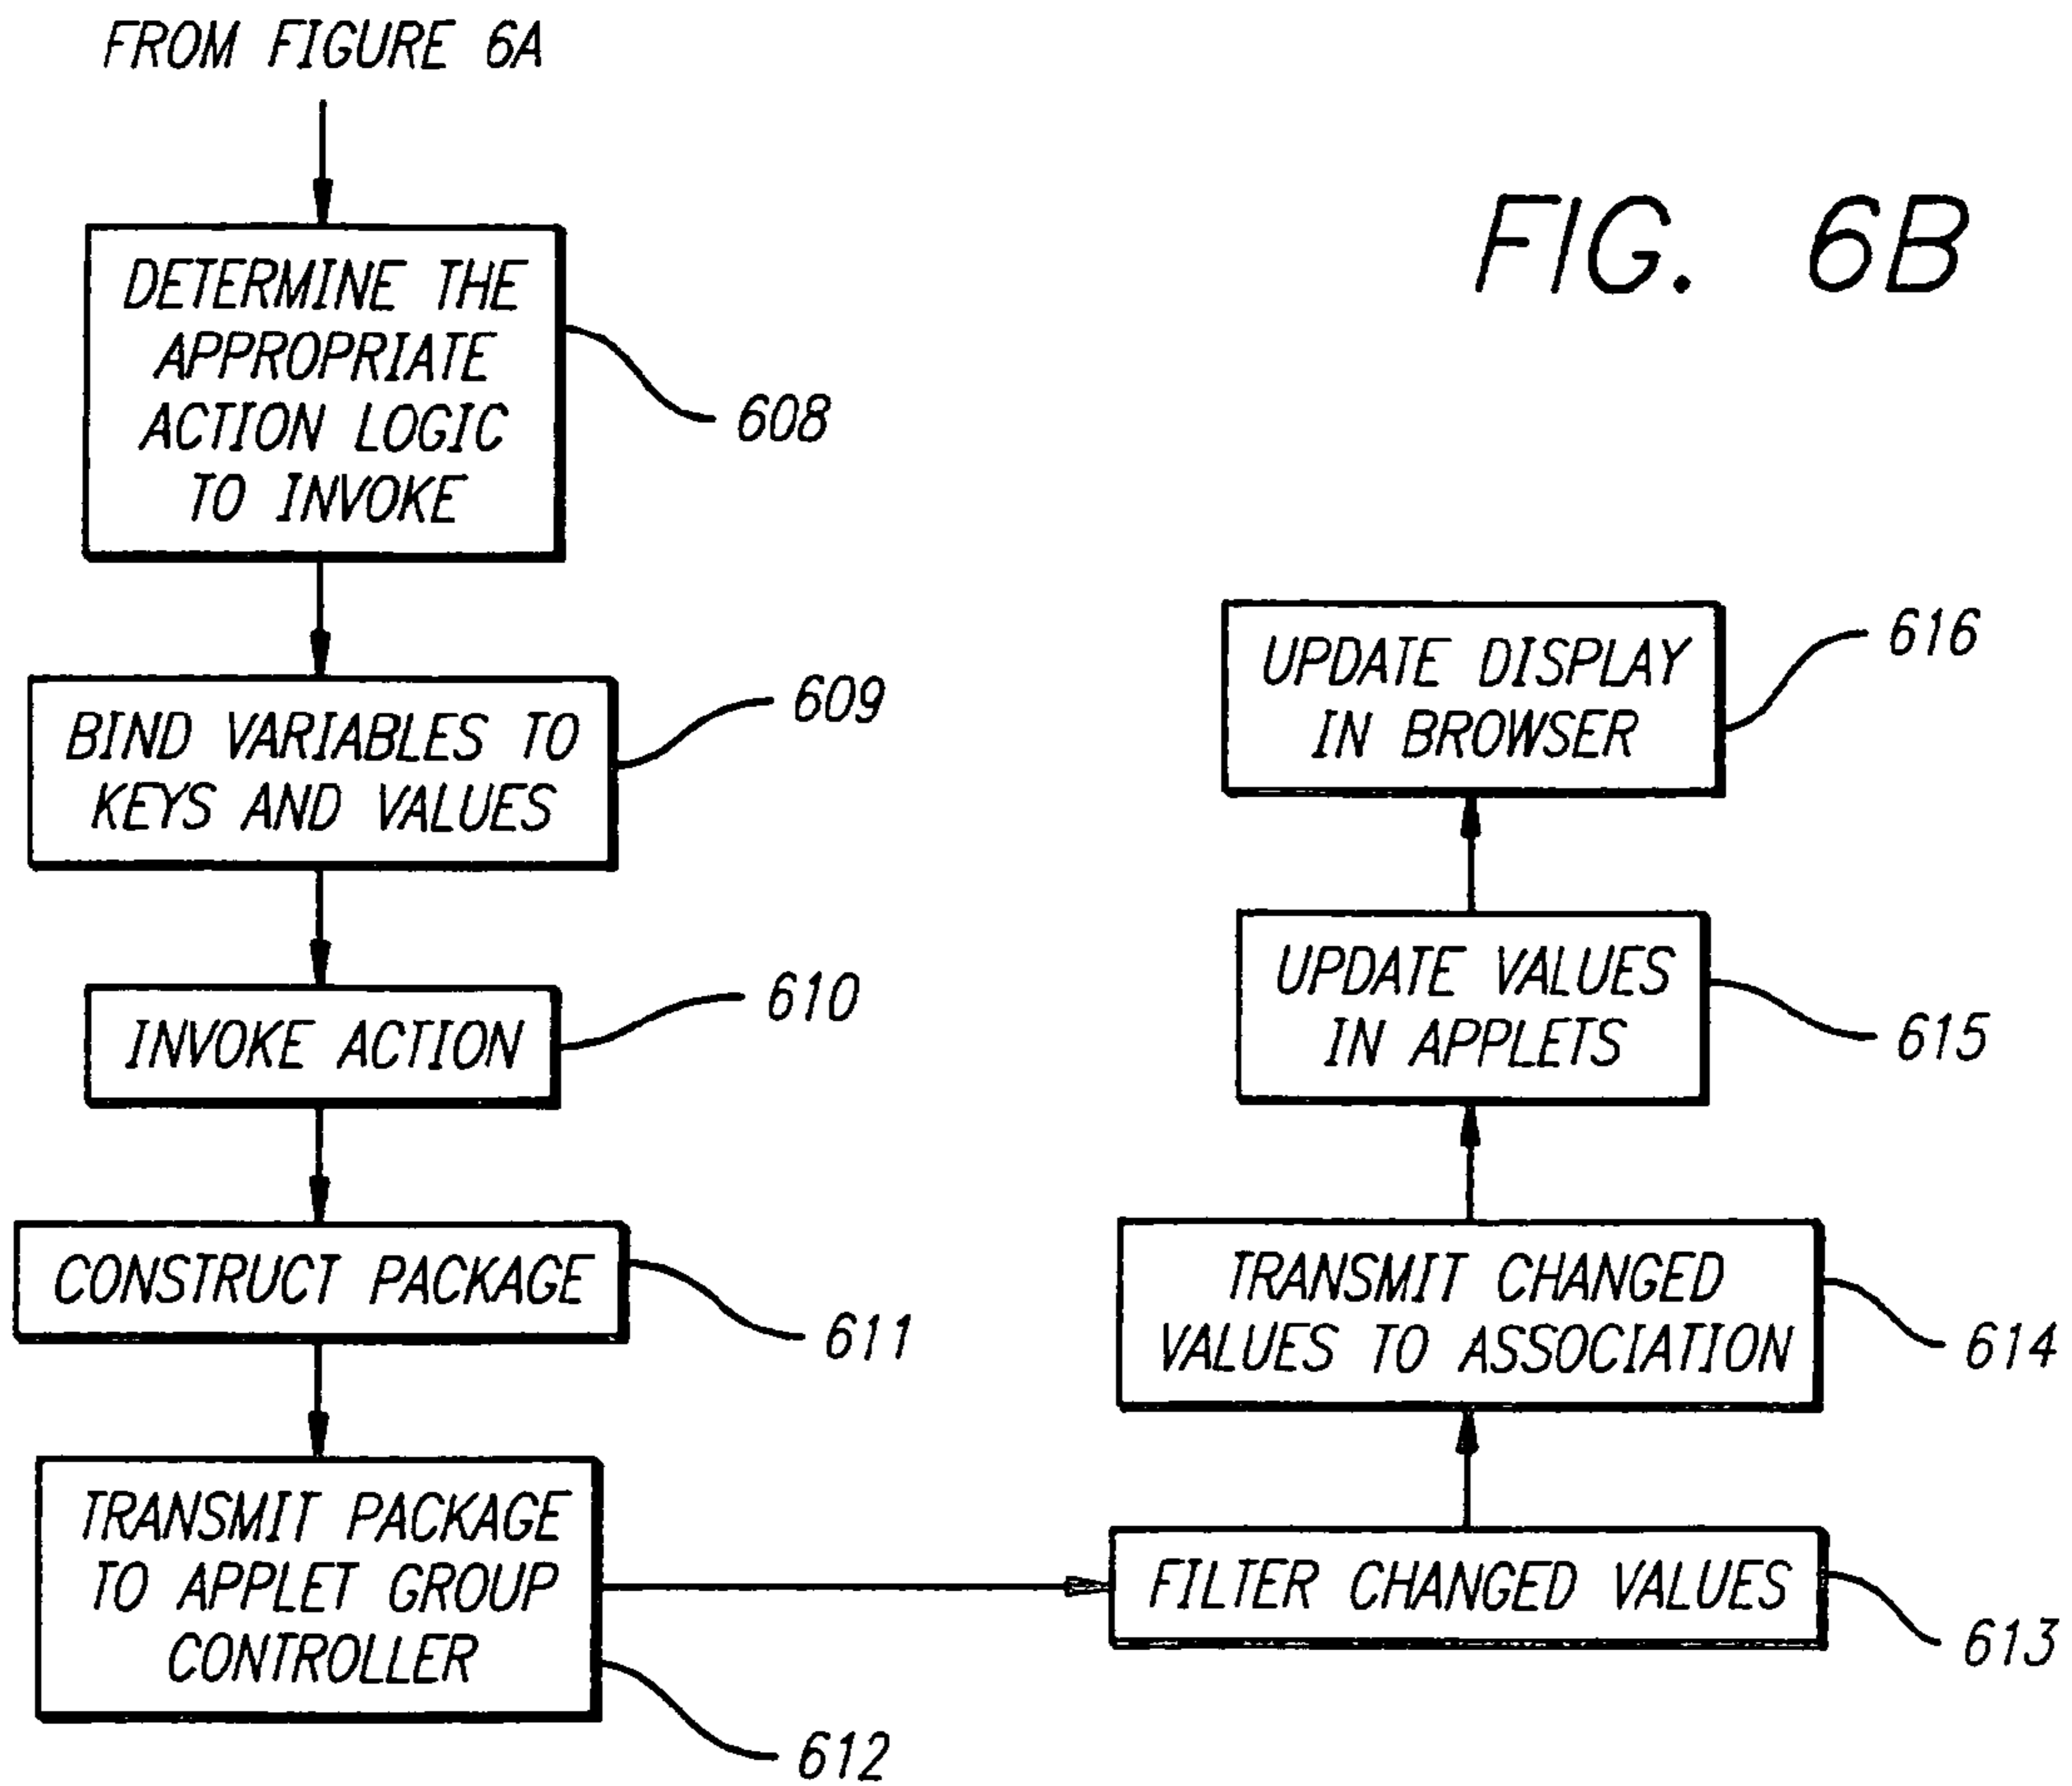 FROM FIGURE 6A
FIG. 6B
DETERMINE THE
APPROPRIATE
ACTION LOGIC
TO INVOKE
608
BIND VARIABLES TO
KEYS AND VALUES
609
INVOKE ACTION
610
CONSTRUCT PACKAGE
611
TRANSMIT PACKAGE
TO APPLET GROUP
CONTROLLER
612
FILTER CHANGED VALUES
613
TRANSMIT CHANGED
VALUES TO ASSOCIATION
614
UPDATE VALUES
IN APPLETS
615
UPDATE DISPLAY
IN BROWSER
616